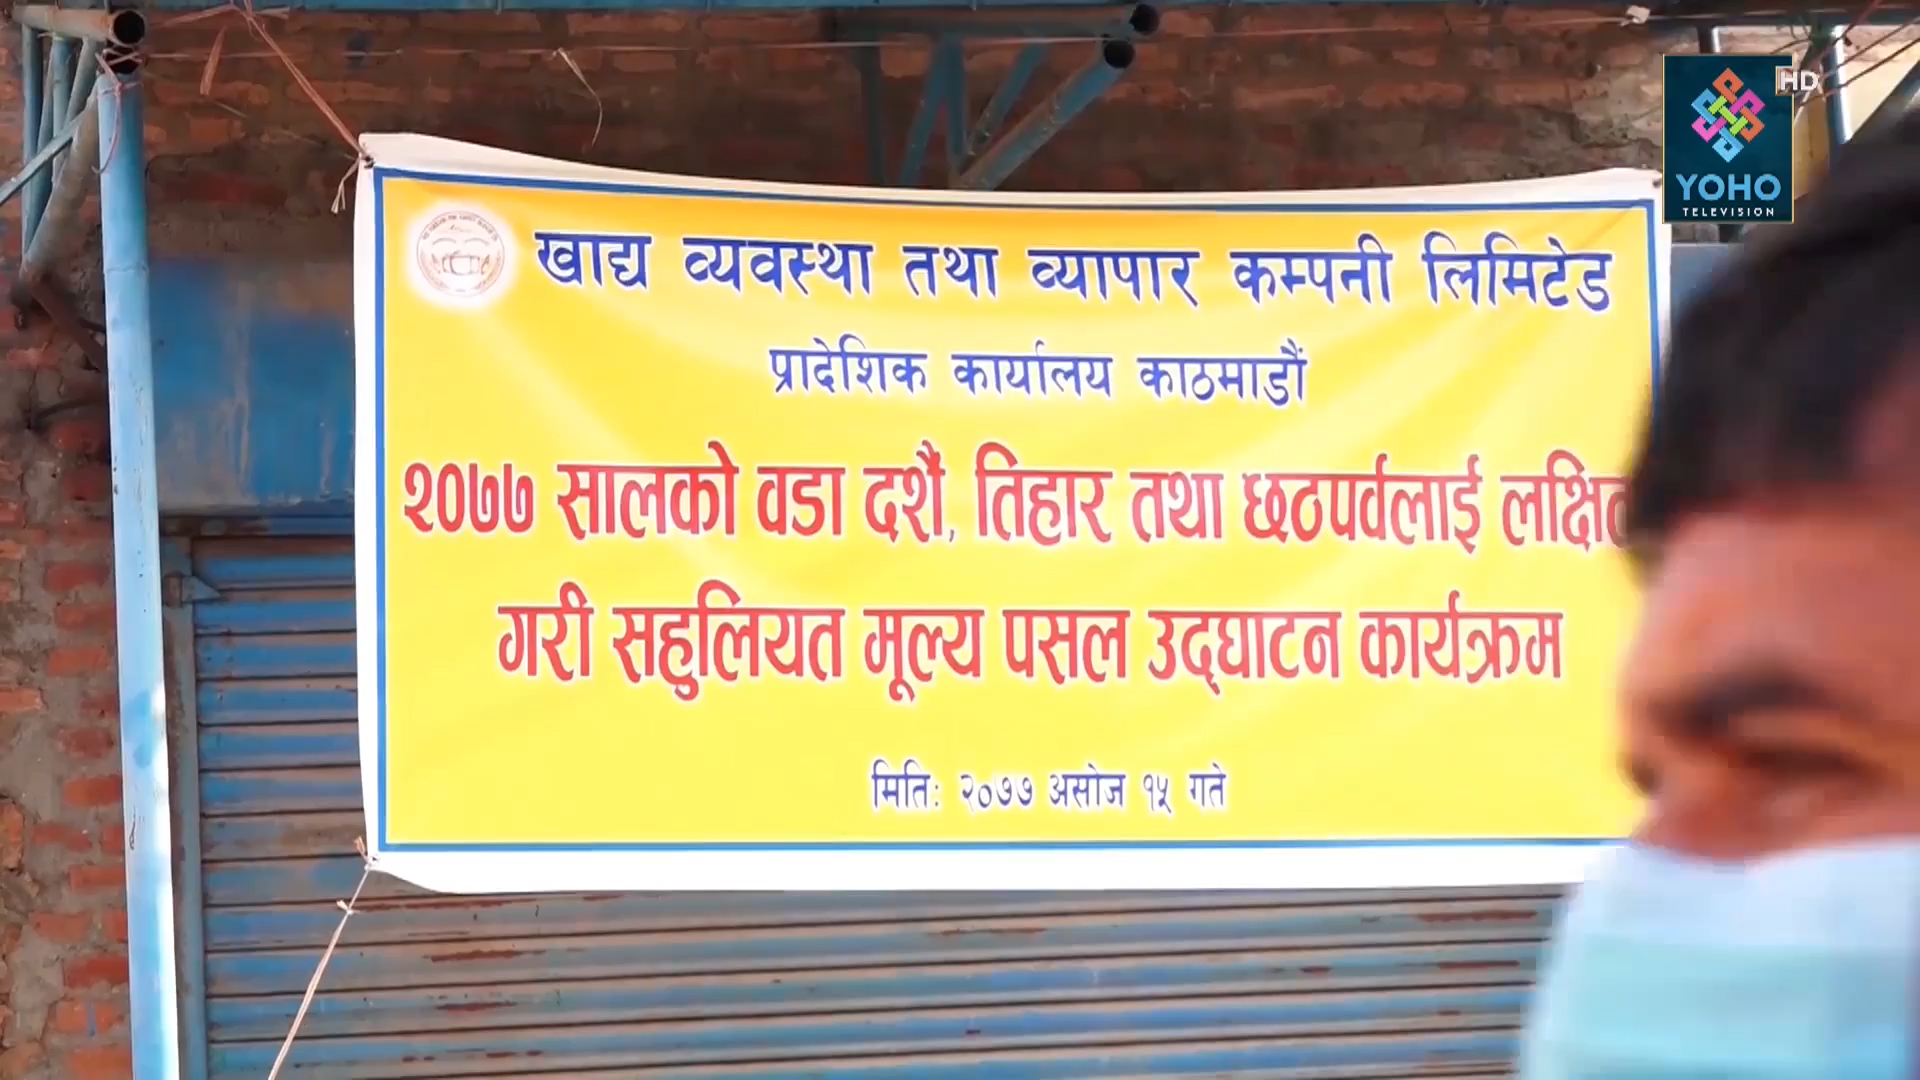 खाद्य व्यवस्था तथा व्यापार कम्पनी लिमिटेड
प्रादेशिक कार्यालय काठमाडौं
२०७७ सालको वडा दशैं, तिहार तथा छठपर्वलाई लक्षित
गरी सहुलियत मूल्य पसल उद्घाटन कार्यक्रम
मितिः २०७७ असोज १५ गते
HD
YOHO
TELEVISION